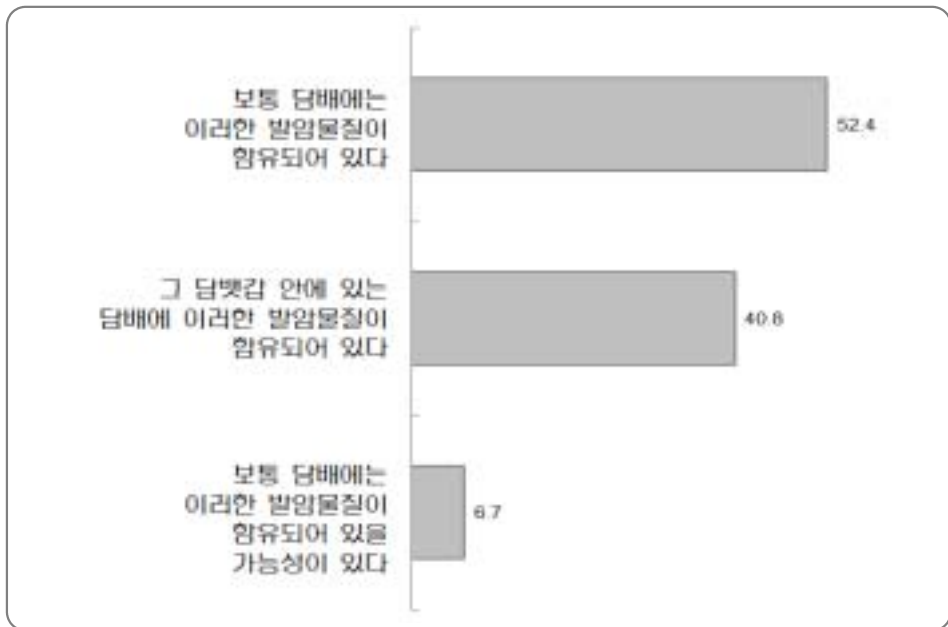 보통 담배에는
이러한 발암물질이
함유되어 있다
52.4
그 담뱃갑 안에 있는
담배에 이러한 발암물질이
함유되어 있다
40.8
보통 담배에는
이러한 발암물질이
함유되어 있을
가능성이 있다
6.7